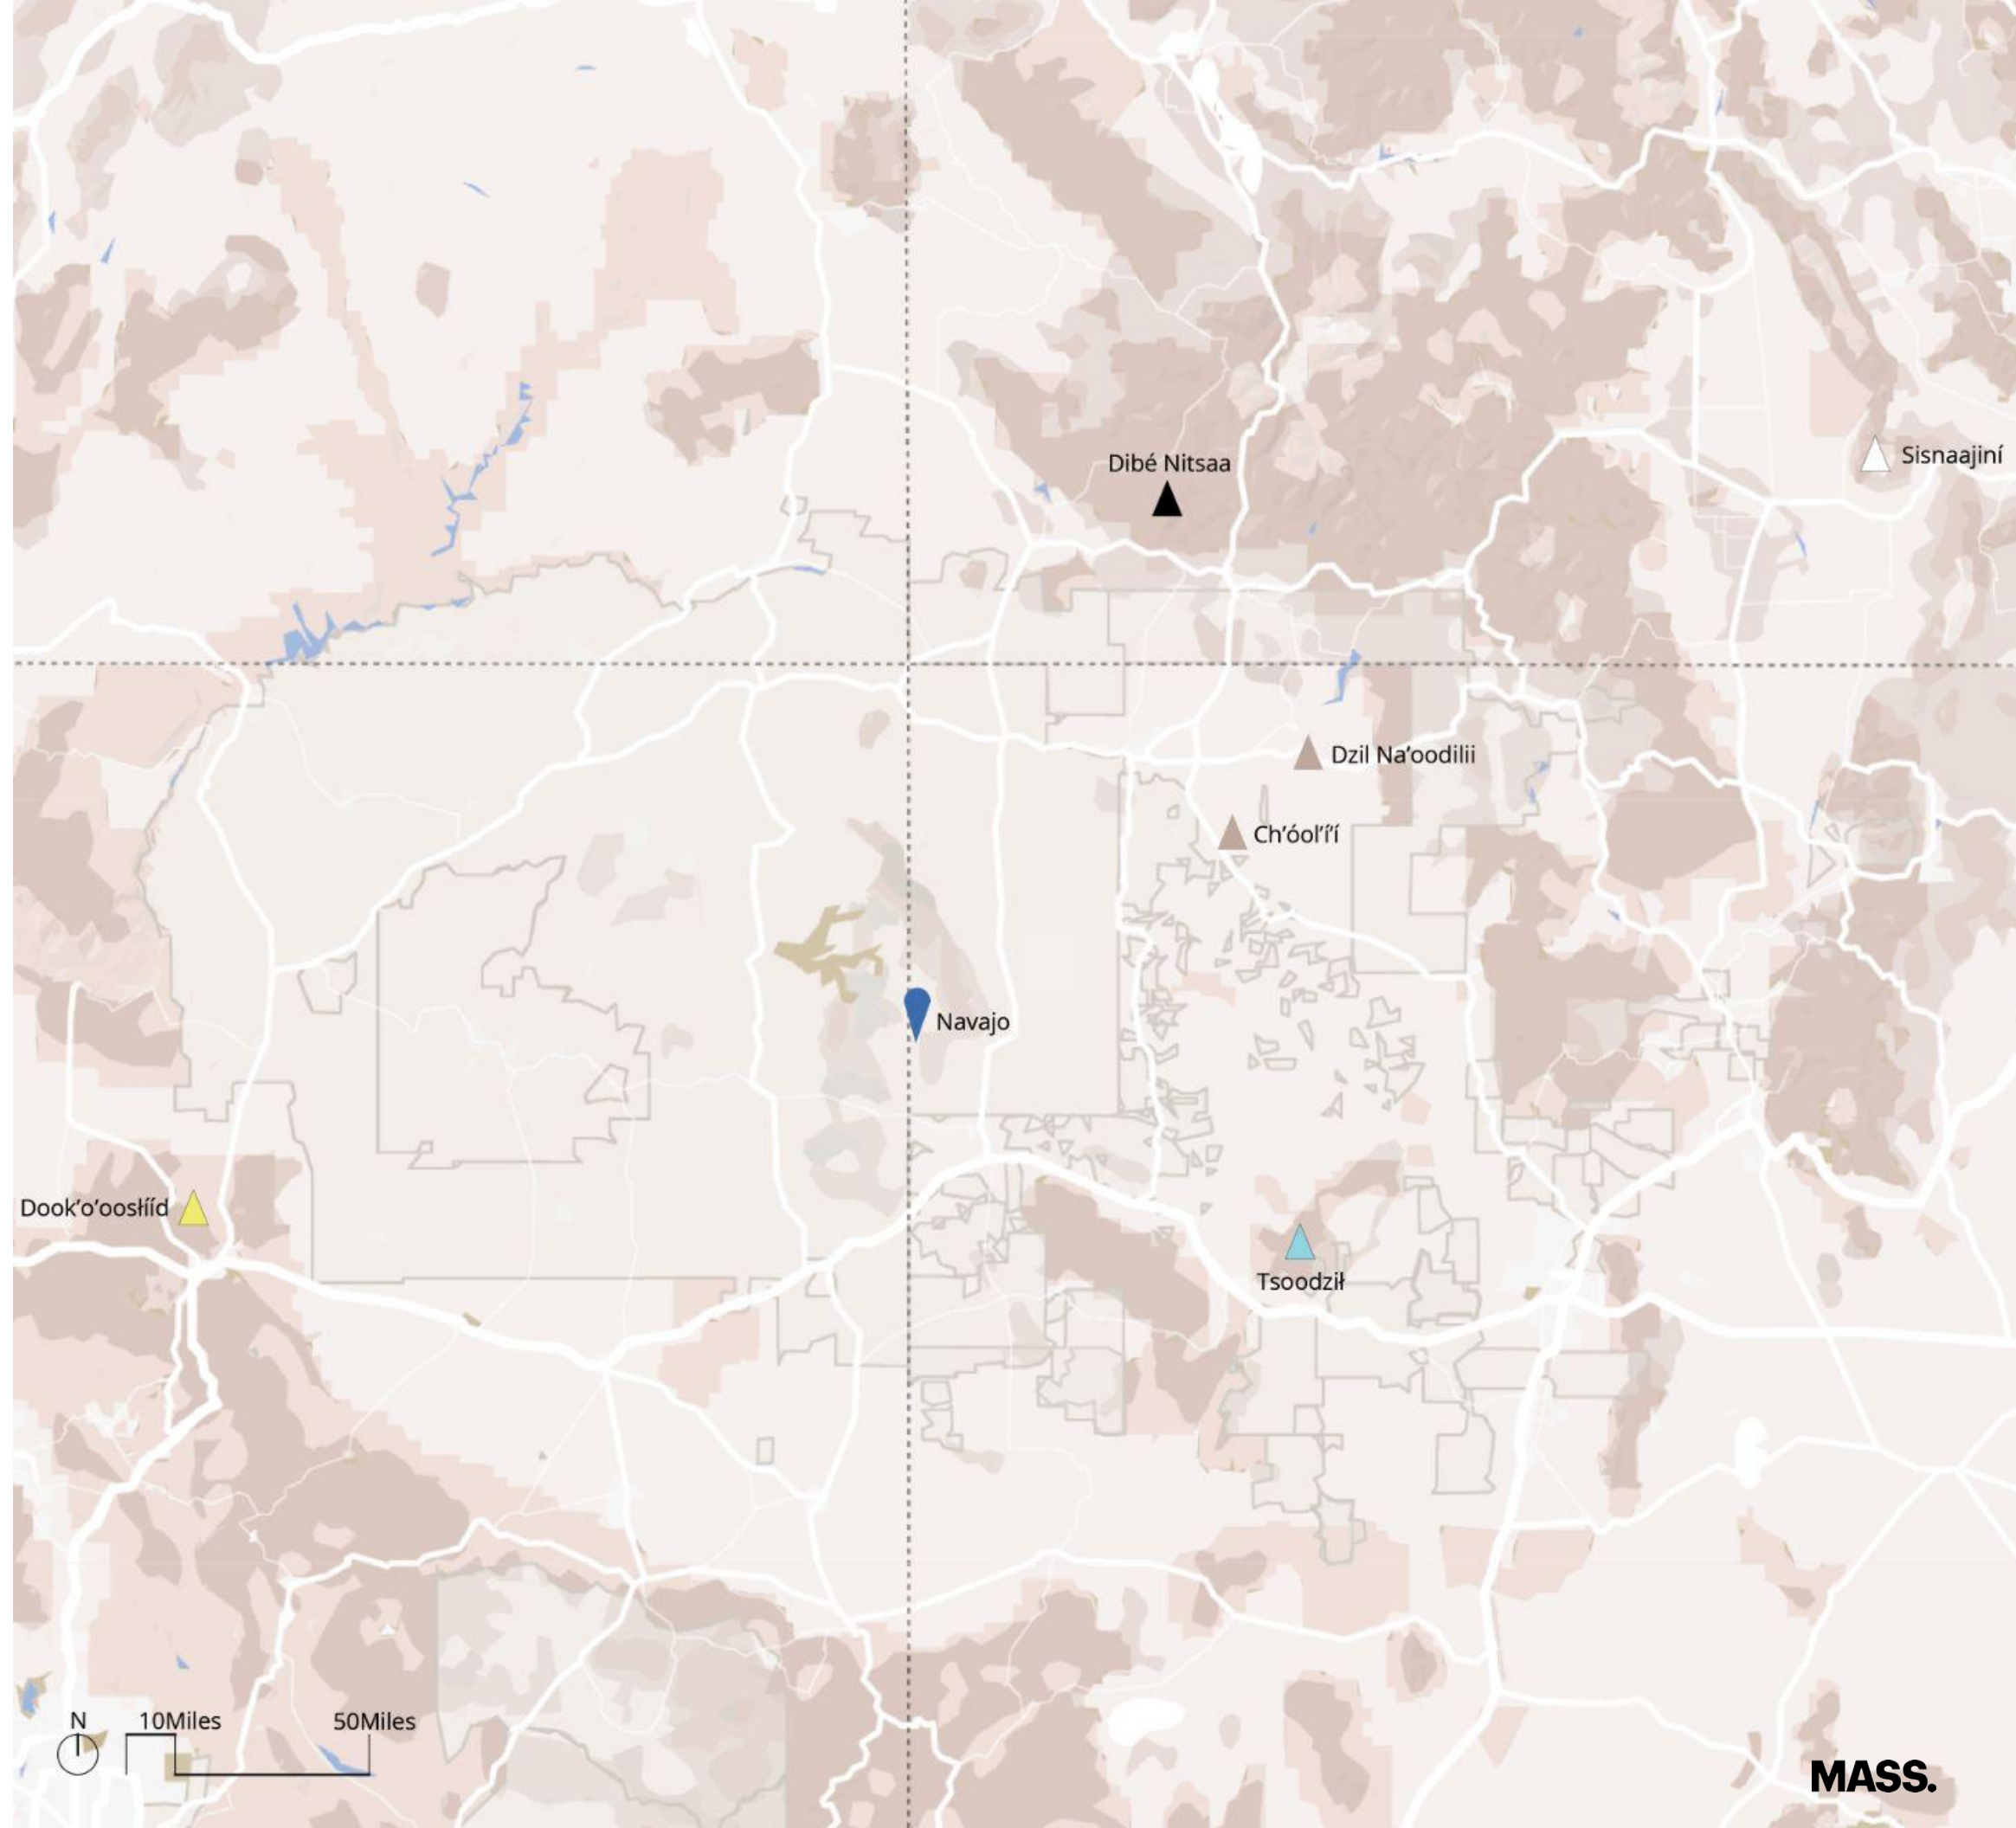 Dibé Nitsaa
Sisnaajiní
Dzil Na’oodilii
Ch’óol’í’í
Navajo
Dook’o’oosłííd
Tsoodził
N
10Miles
50Miles
MASS.